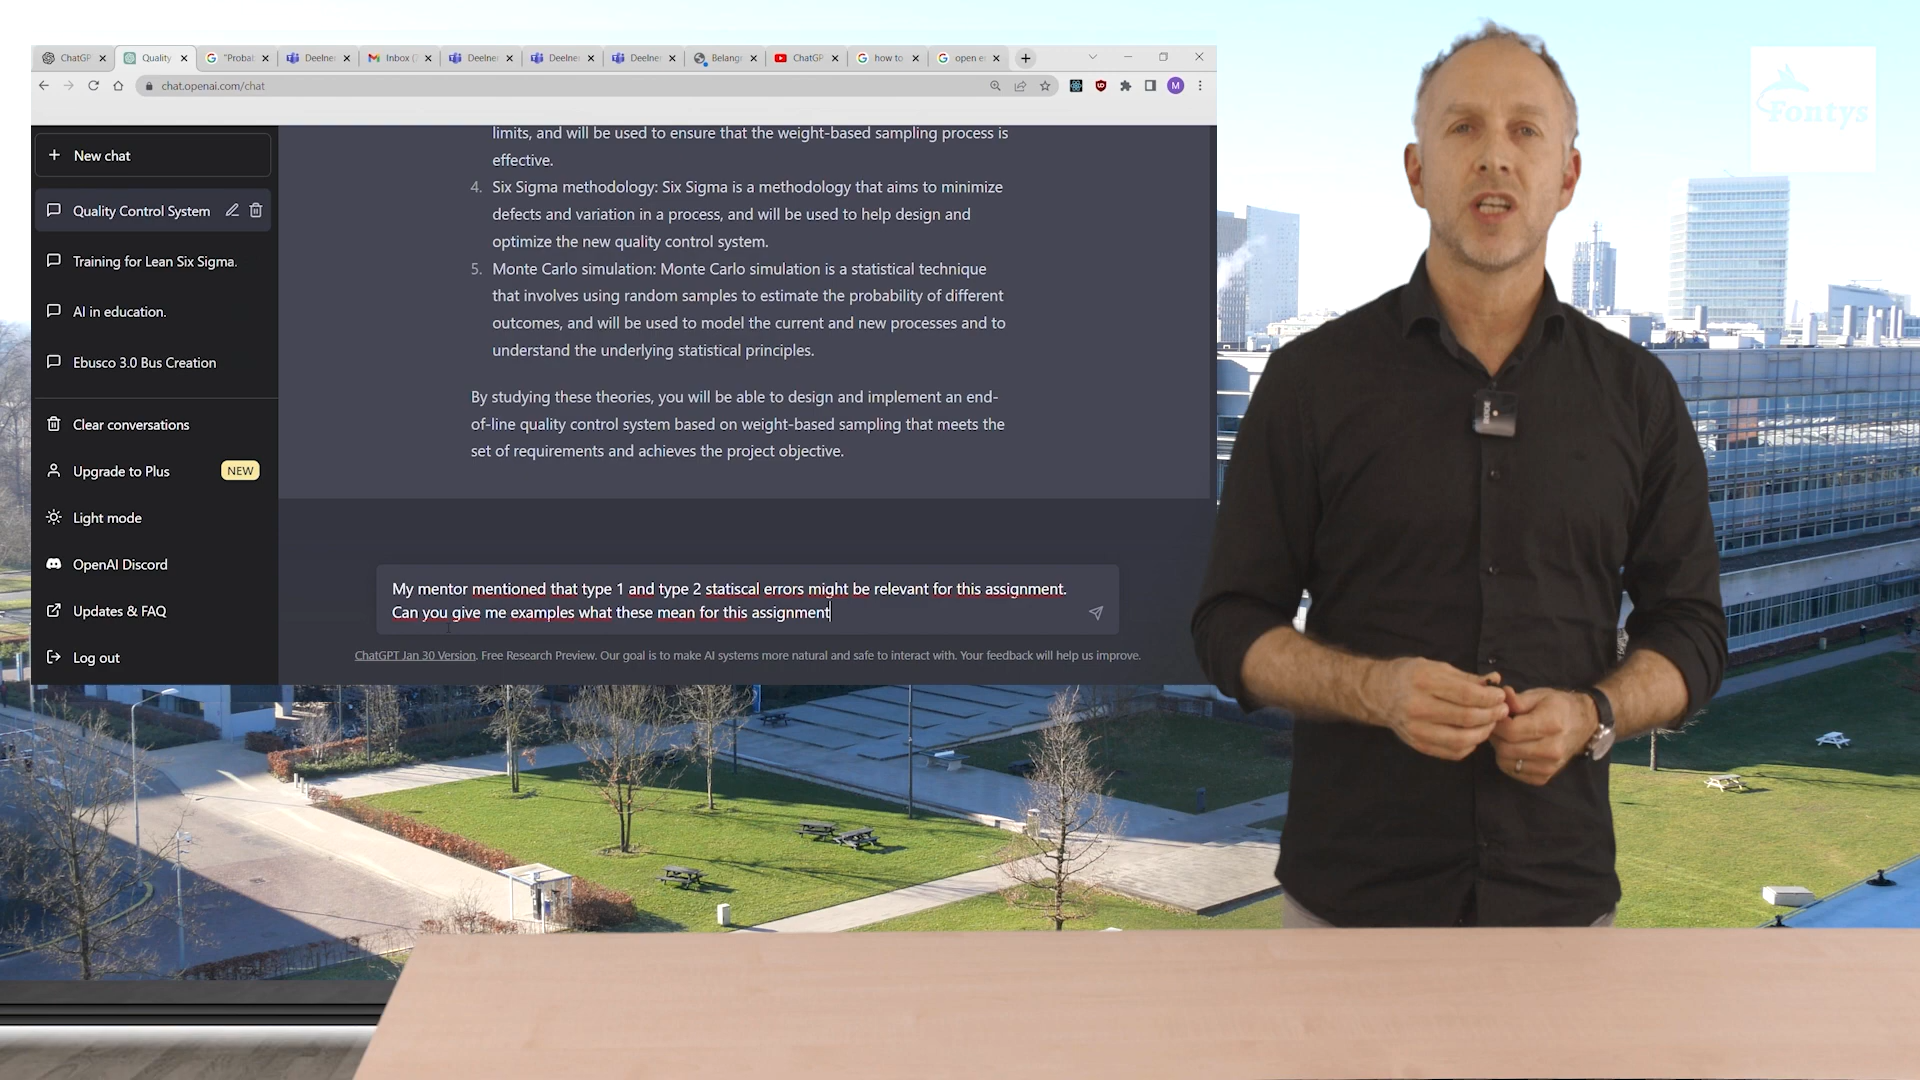 ChatGP
Quality
"Probal
Deelne
Inbox (
Deelne
Deelne
Deelne
Belang
ChatGP
how to
open e
chat.openai.com/chat
M
New chat
Quality Control System
Training for Lean Six Sigma.
AI in education.
Ebusco 3.0 Bus Creation
Clear conversations
Upgrade to Plus
NEW
Light mode
OpenAI Discord
Updates & FAQ
Log out
limits, and will be used to ensure that the weight-based sampling process is
effective.
4. Six Sigma methodology: Six Sigma is a methodology that aims to minimize
defects and variation in a process, and will be used to help design and
optimize the new quality control system.
5. Monte Carlo simulation: Monte Carlo simulation is a statistical technique
that involves using random samples to estimate the probability of different
outcomes, and will be used to model the current and new processes and to
understand the underlying statistical principles.
By studying these theories, you will be able to design and implement an end-
of-line quality control system based on weight-based sampling that meets the
set of requirements and achieves the project objective.
My mentor mentioned that type 1 and type 2 statiscal errors might be relevant for this assignment.
Can you give me examples what these mean for this assignment
ChatGPT Jan 30 Version. Free Research Preview. Our goal is to make AI systems more natural and safe to interact with. Your feedback will help us improve.
Fontys